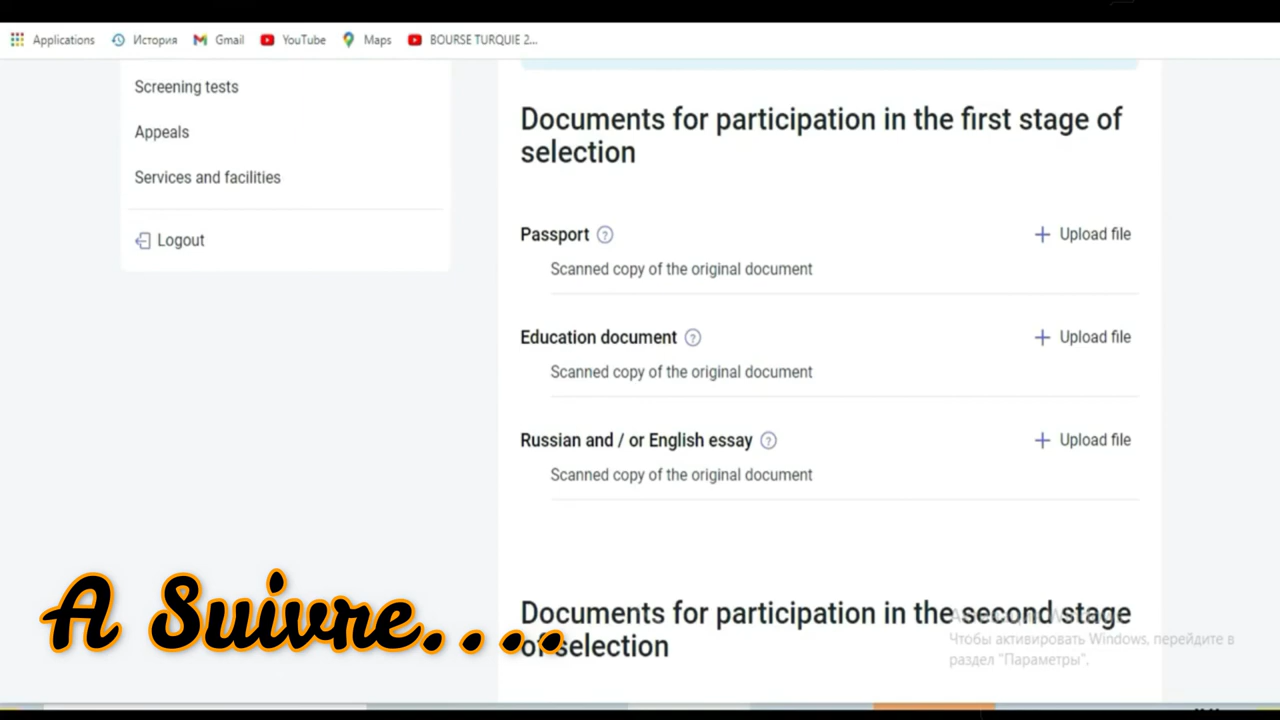 Applications История Gmail YouTube Maps BOURSE TURQUIE 2...
Screening tests
Appeals
Services and facilities
Logout
Documents for participation in the first stage of
selection
Passport ? + Upload file
Scanned copy of the original document
Education document ? + Upload file
Scanned copy of the original document
Russian and / or English essay ? + Upload file
Scanned copy of the original document
Documents for participation in the second stage
of selection
Чтобы активировать Windows, перейдите в
раздел "Параметры".
A Suivre....